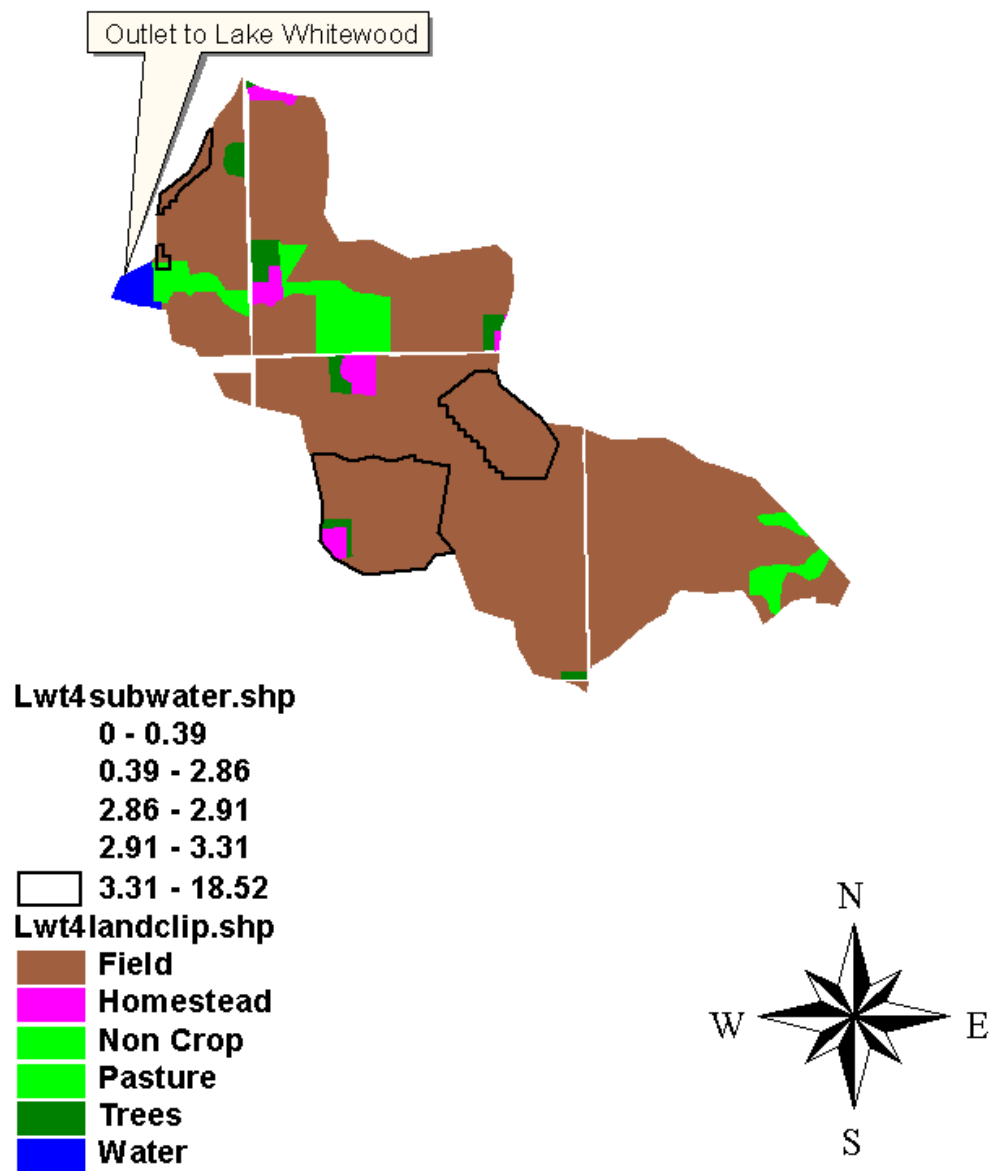 Outlet to Lake Whitewood
Lwt4subwater.shp
0 - 0.39
0.39 - 2.86
2.86 - 2.91
2.91 - 3.31
3.31 - 18.52
Lwt4landclip.shp
Field
Homestead
Non Crop
Pasture
Trees
Water
N
W E
S